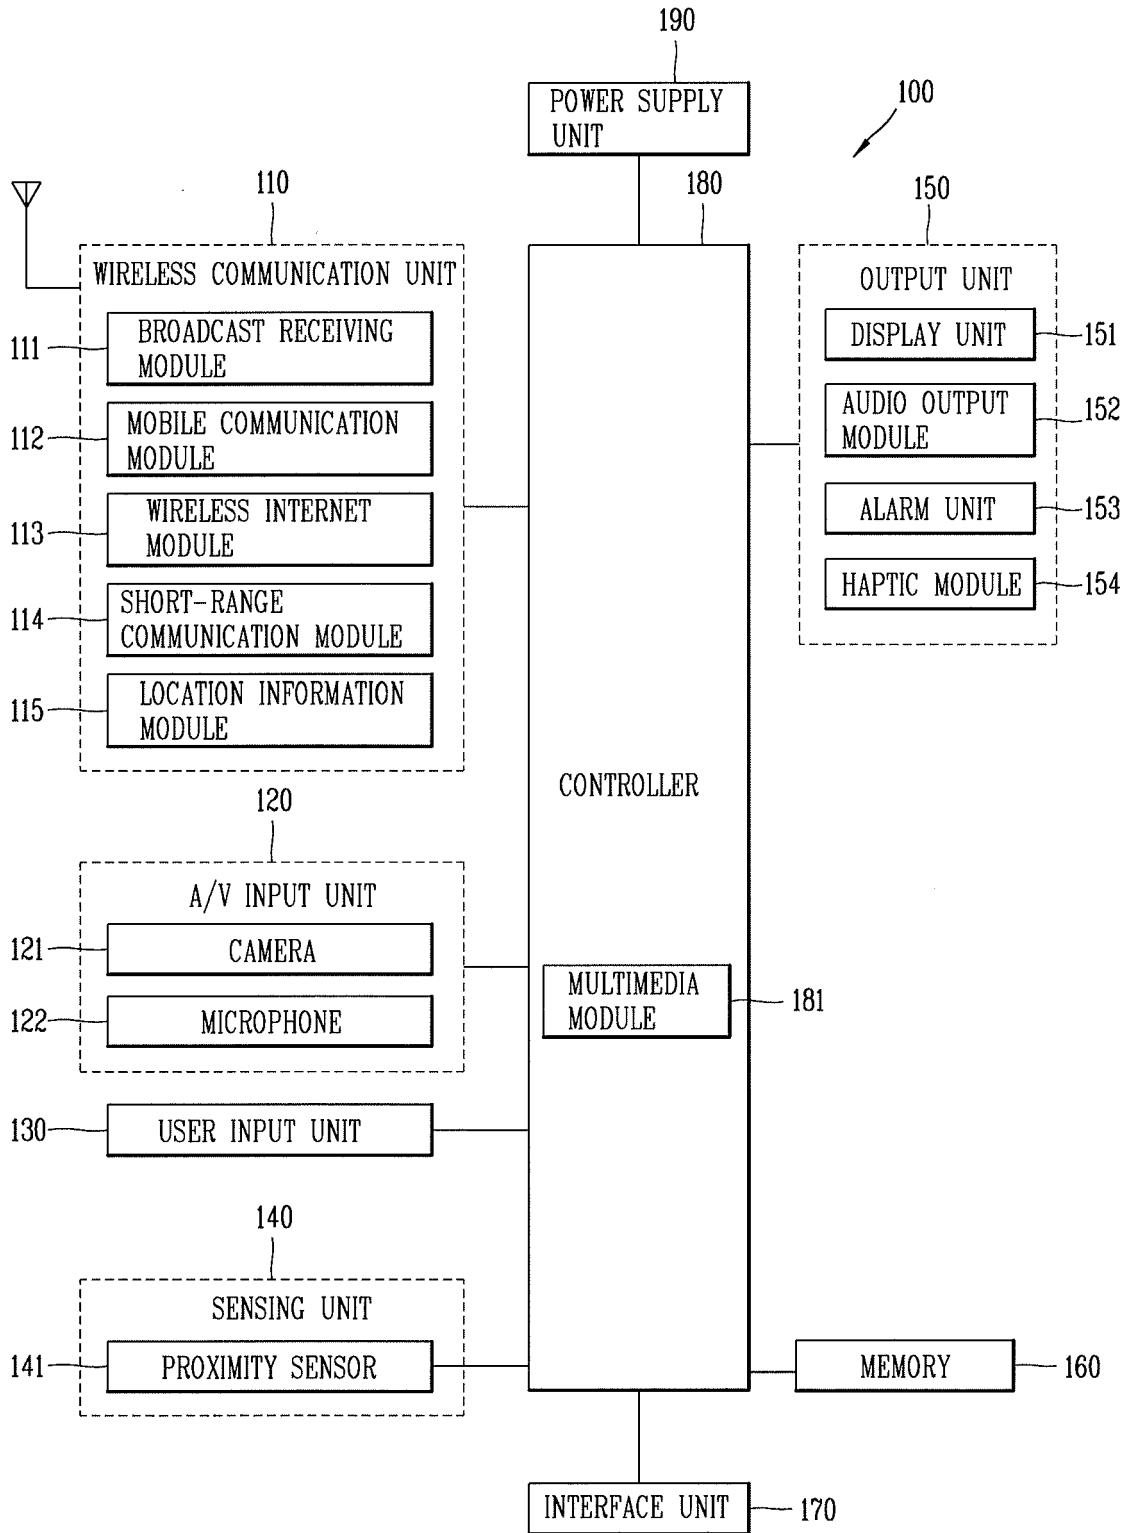 190
POWER SUPPLY
UNIT
100
110
180
150
WIRELESS COMMUNICATION UNIT
111
BROADCAST RECEIVING
MODULE
112
MOBILE COMMUNICATION
MODULE
113
WIRELESS INTERNET
MODULE
114
SHORT-RANGE
COMMUNICATION MODULE
115
LOCATION INFORMATION
MODULE
OUTPUT UNIT
DISPLAY UNIT
151
AUDIO OUTPUT
MODULE
152
ALARM UNIT
153
HAPTIC MODULE
154
CONTROLLER
120
A/V INPUT UNIT
121
CAMERA
122
MICROPHONE
MULTIMEDIA
MODULE
181
130
USER INPUT UNIT
140
SENSING UNIT
141
PROXIMITY SENSOR
MEMORY
160
INTERFACE UNIT
170